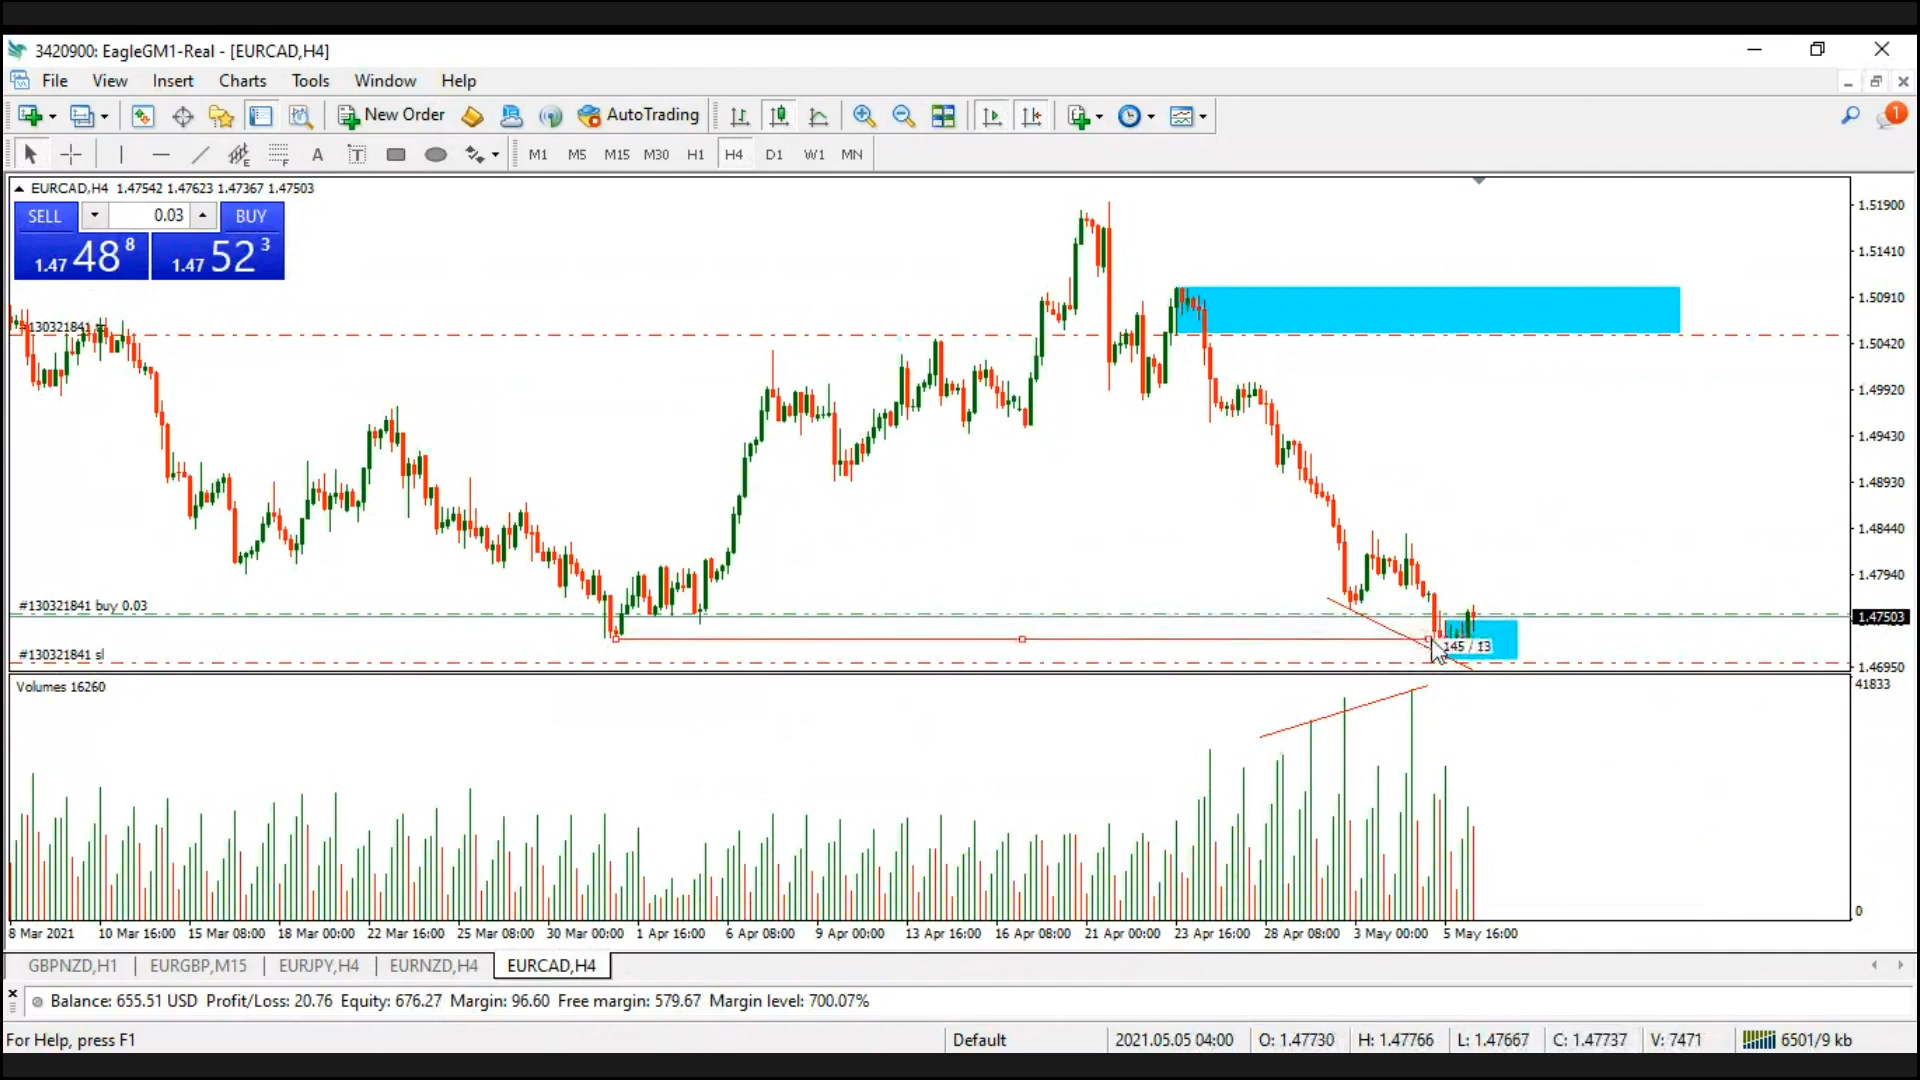 3420900: EagleGM1-Real - [EURCAD,H4]
File View Insert Charts Tools Window Help
New Order AutoTrading 1
A T M1 M5 M15 M30 H1 H4 D1 W1 MN
EURCAD,H4 1.47542 1.47623 1.47367 1.47503
SELL 0.03 BUY
1.47 48 8 1.47 52 3
1.51900
1.51410
1.50910
1.50420
1.49920
1.49430
1.48930
1.48440
1.47940
1.47503
1.46950
#130321841
#130321841 buy 0.03
145 / 13
#130321841 sl
Volumes 16260
41833
0
8 Mar 2021 10 Mar 16:00 15 Mar 08:00 18 Mar 00:00 22 Mar 16:00 25 Mar 08:00 30 Mar 00:00 1 Apr 16:00 6 Apr 08:00 9 Apr 00:00 13 Apr 16:00 16 Apr 08:00 21 Apr 00:00 23 Apr 16:00 28 Apr 08:00 3 May 00:00 5 May 16:00
GBPNZD,H1 EURGBP,M15 EURJPY,H4 EURNZD,H4 EURCAD,H4
Balance: 655.51 USD Profit/Loss: 20.76 Equity: 676.27 Margin: 96.60 Free margin: 579.67 Margin level: 700.07%
For Help, press F1 Default 2021.05.05 04:00 O: 1.47730 H: 1.47766 L: 1.47667 C: 1.47737 V: 7471 6501/9 kb